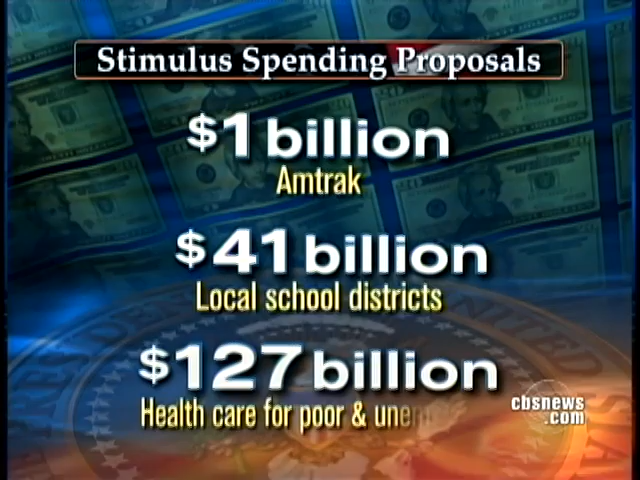 Stimulus Spending Proposals
$1 billion
Amtrak
$41 billion
Local school districts
$127 billion
Health care for poor & une
cbsnews
.com